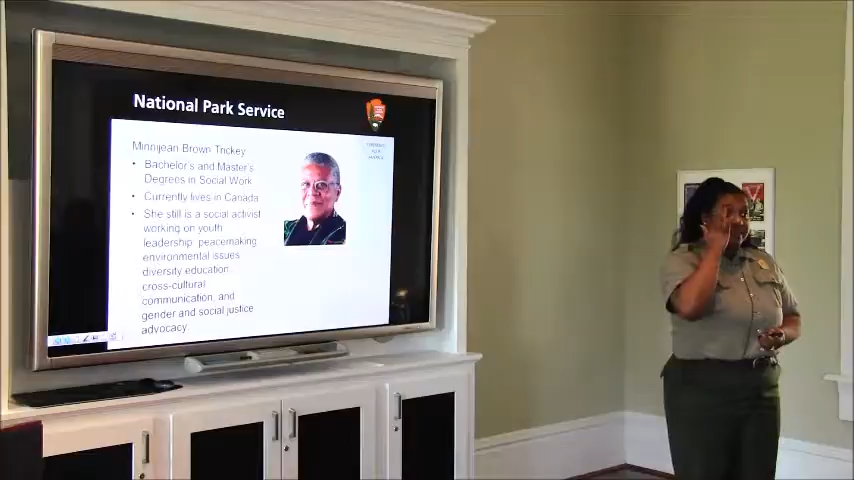 National Park Service
Minnijean Brown Trickey
• Bachelor's and Master's
Degrees in Social Work
• Currently lives in Canada
• She still is a social activist
working on youth
leadership, peacemaking,
environmental issues,
diversity education,
cross-cultural
communication, and
gender and social justice
advocacy.